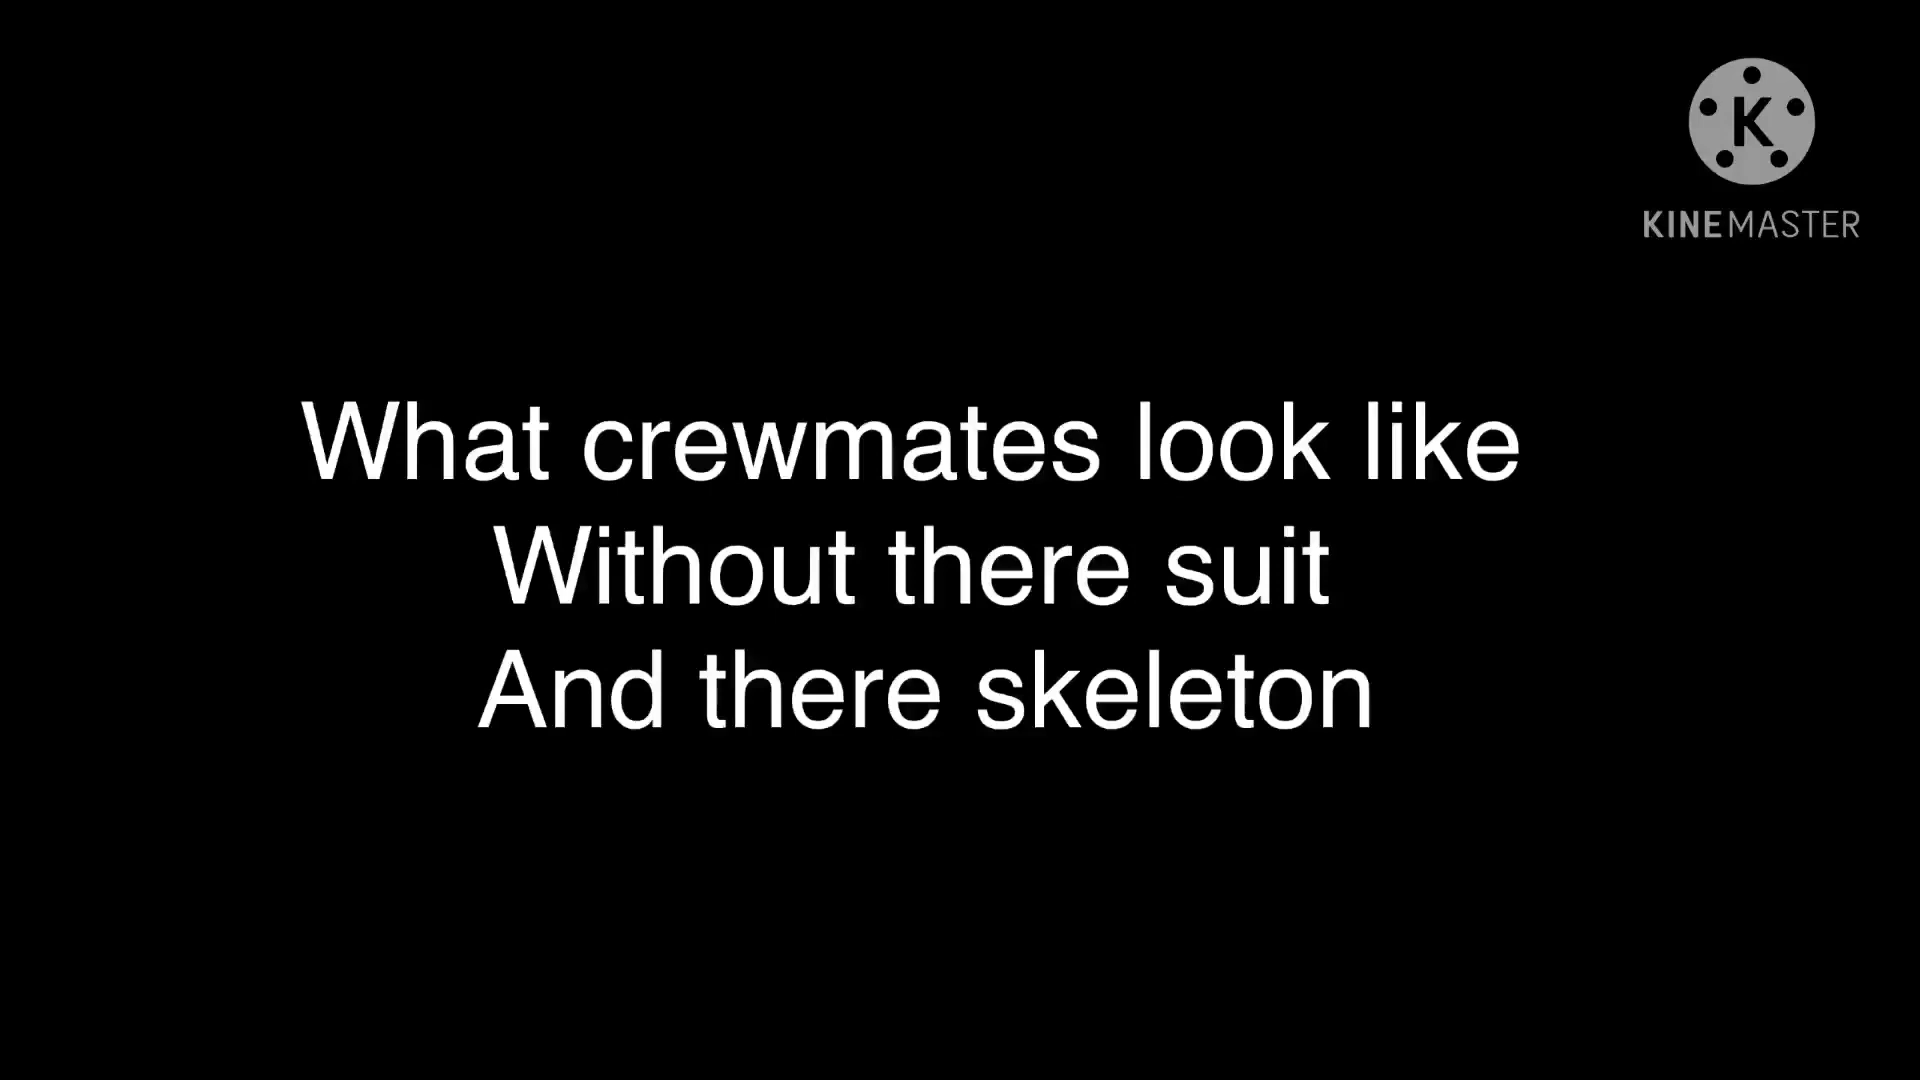 K
KINEMASTER
What crewmates look like
Without there suit
And there skeleton